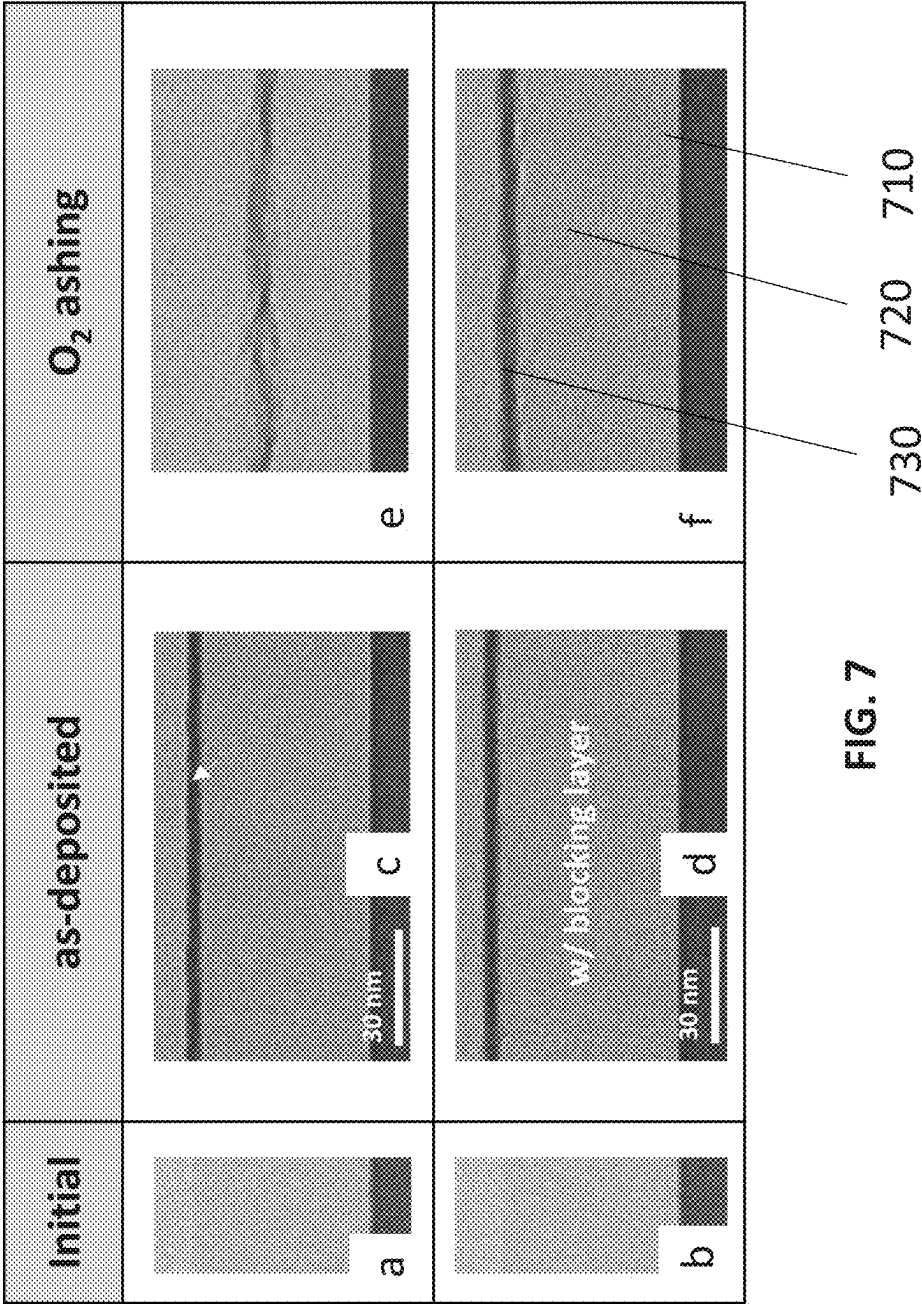 Initial
as-deposited
O₂ ashing
a
30 nm
c
e
b
w/ blocking layer
30 nm
d
f
730
720
710
FIG. 7